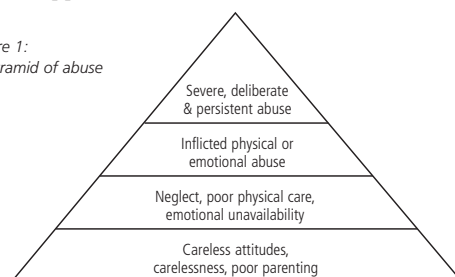 re 1:
ramid of abuse
Severe, deliberate
& persistent abuse
Inflicted physical or
emotional abuse
Neglect, poor physical care,
emotional unavailability
Careless attitudes,
carelessness, poor parenting